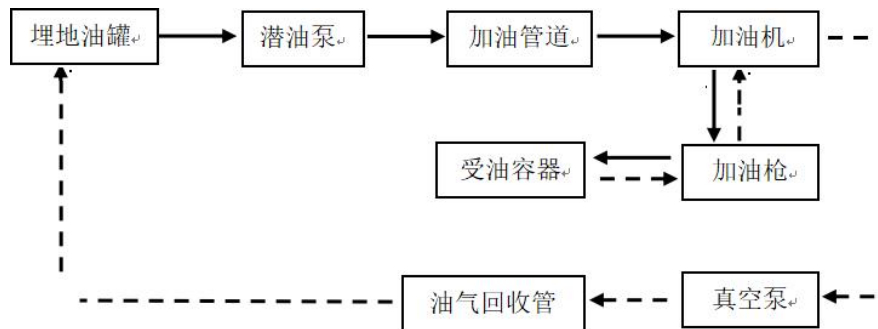 埋地油罐
潜油泵
加油管道
加油机
受油容器
加油枪
油气回收管
真空泵